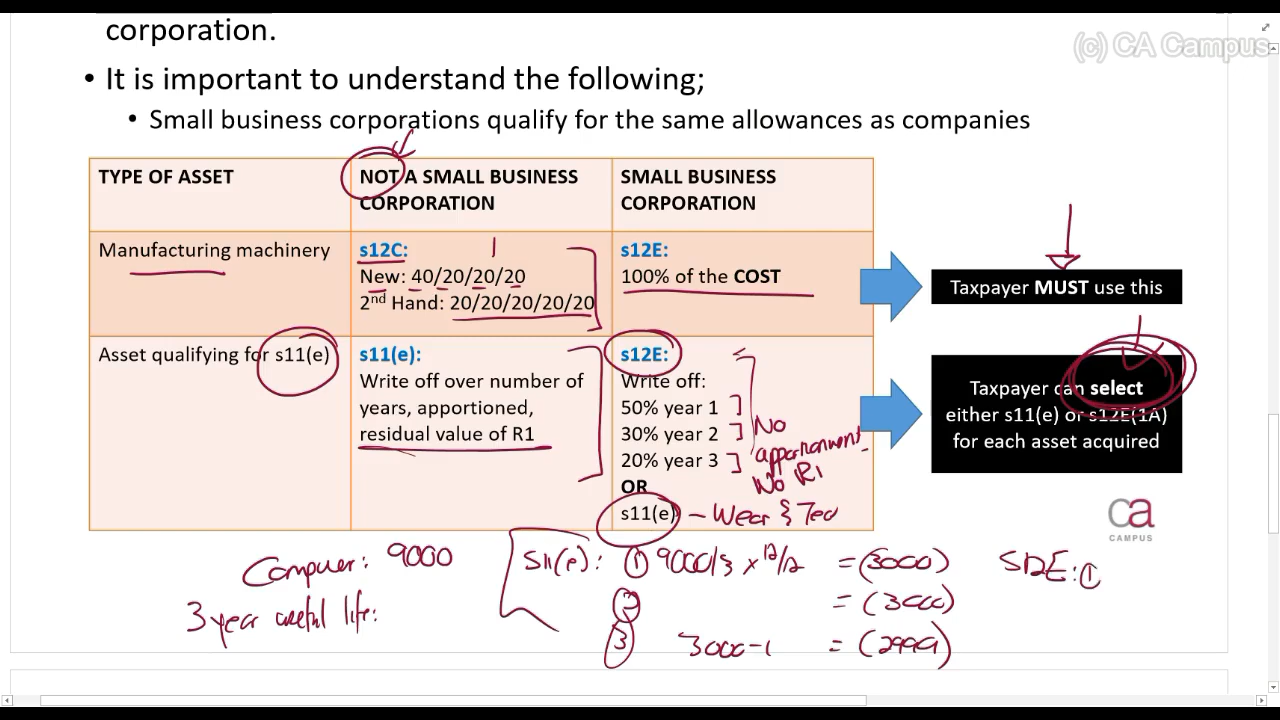 corporation.
(c) CA Campus
• It is important to understand the following;
• Small business corporations qualify for the same allowances as companies
TYPE OF ASSET
NOT A SMALL BUSINESS CORPORATION
SMALL BUSINESS CORPORATION
Manufacturing machinery
s12C:
New: 40/20/20/20
2nd Hand: 20/20/20/20/20
s12E:
100% of the COST
Taxpayer MUST use this
Asset qualifying for s11(e)
s11(e):
Write off over number of
years, apportioned,
residual value of R1
s12E:
Write off:
50% year 1
30% year 2
20% year 3
OR
s11(e)
No
apportionment
No R1
– Wear &
Taxpayer can select
either s11(e) or s12E(1A)
for each asset acquired
ca
CAMPUS
Computer: 9000
3 year useful life:
S11(e): ① 9000/3 x 12/12 = (3000)
② = (3000)
③ 3000-1 = (2999)
S12E: ①